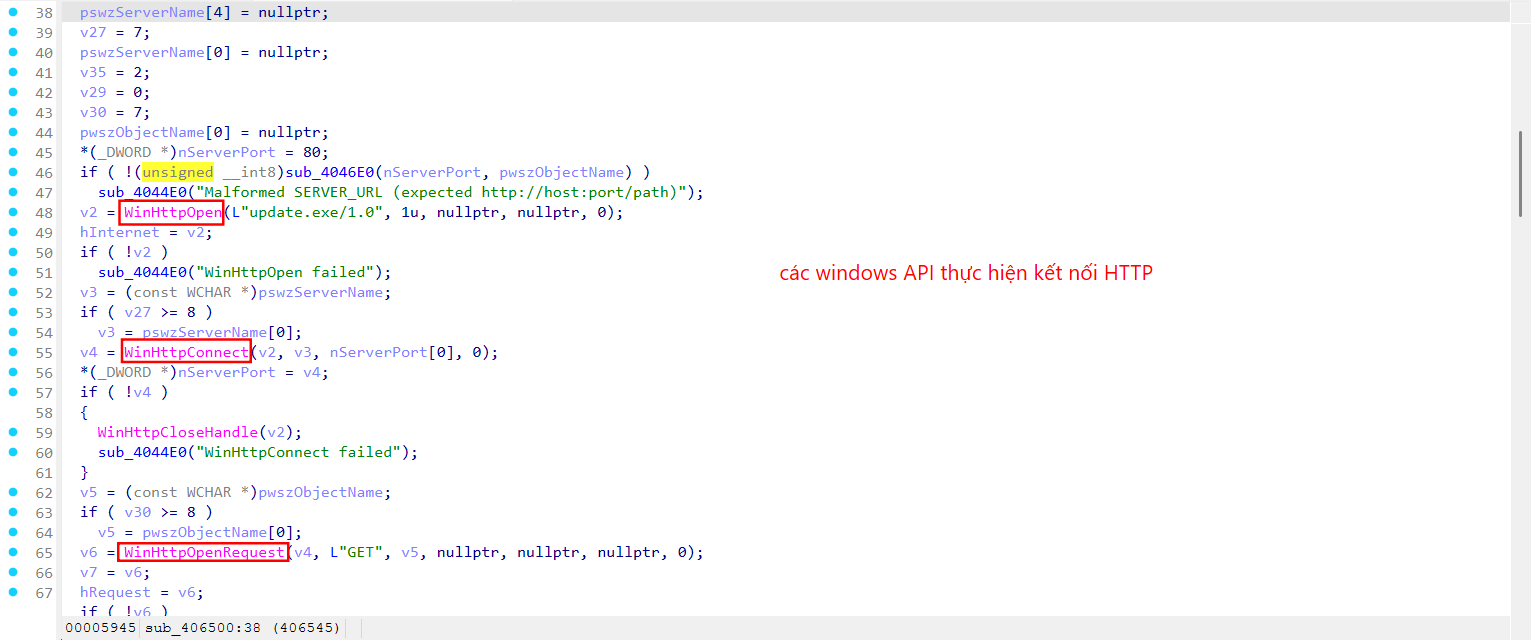 38 pswzServerName[4] = nullptr;
39 v27 = 7;
40 pswzServerName[0] = nullptr;
41 v35 = 2;
42 v29 = 0;
43 v30 = 7;
44 pwszObjectName[0] = nullptr;
45 *(_DWORD *)nServerPort = 80;
46 if ( !(unsigned __int8)sub_4046E0(nServerPort, pwszObjectName) )
47 sub_4044E0("Malformed SERVER_URL (expected http://host:port/path)");
48 v2 = WinHttpOpen(L"update.exe/1.0", 1u, nullptr, nullptr, 0);
49 hInternet = v2;
50 if ( !v2 )
51 sub_4044E0("WinHttpOpen failed");
các windows API thực hiện kết nối HTTP
52 v3 = (const WCHAR *)pswzServerName;
53 if ( v27 >= 8 )
54 v3 = pswzServerName[0];
55 v4 = WinHttpConnect(v2, v3, nServerPort[0], 0);
56 *(_DWORD *)nServerPort = v4;
57 if ( !v4 )
58 {
59 WinHttpCloseHandle(v2);
60 sub_4044E0("WinHttpConnect failed");
61 }
62 v5 = (const WCHAR *)pwszObjectName;
63 if ( v30 >= 8 )
64 v5 = pwszObjectName[0];
65 v6 = WinHttpOpenRequest(v4, L"GET", v5, nullptr, nullptr, nullptr, 0);
66 v7 = v6;
67 hRequest = v6;
if ( !v6 )
00005945 sub_406500:38 (406545)